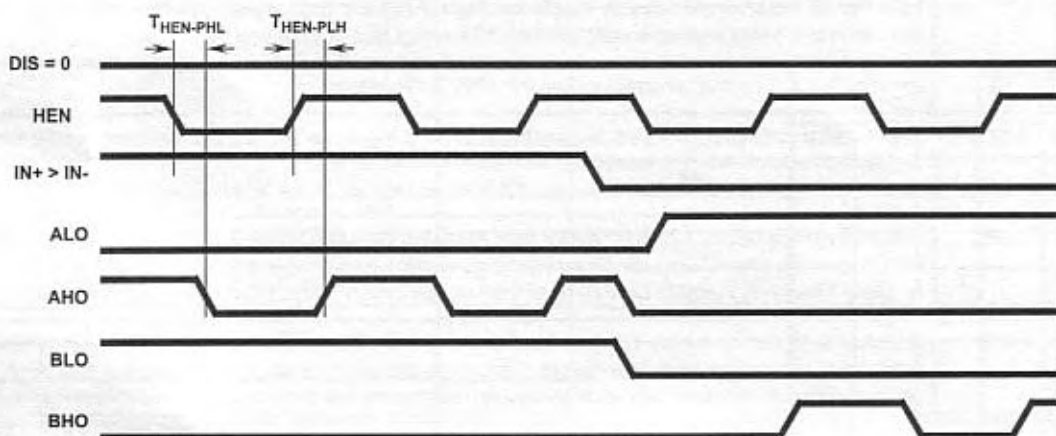 THEN-PHL THEN-PLH
DIS = 0
HEN
IN+ > IN-
ALO
AHO
BLO
BHO